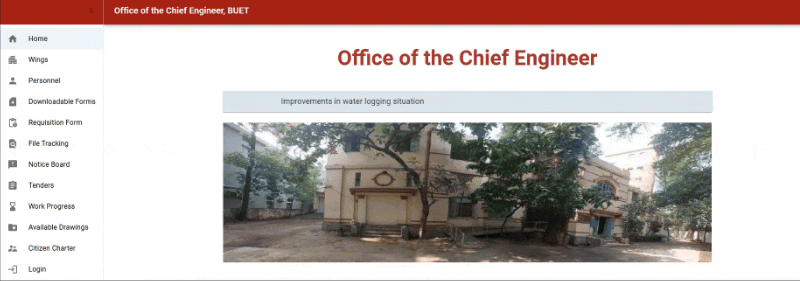 Office of the Chief Engineer, BUET
Home
Wings
Personnel
Downloadable Forms
Requisition Form
File Tracking
Notice Board
Tenders
Work Progress
Available Drawings
Citizen Charter
Login
Office of the Chief Engineer
Improvements in water logging situation